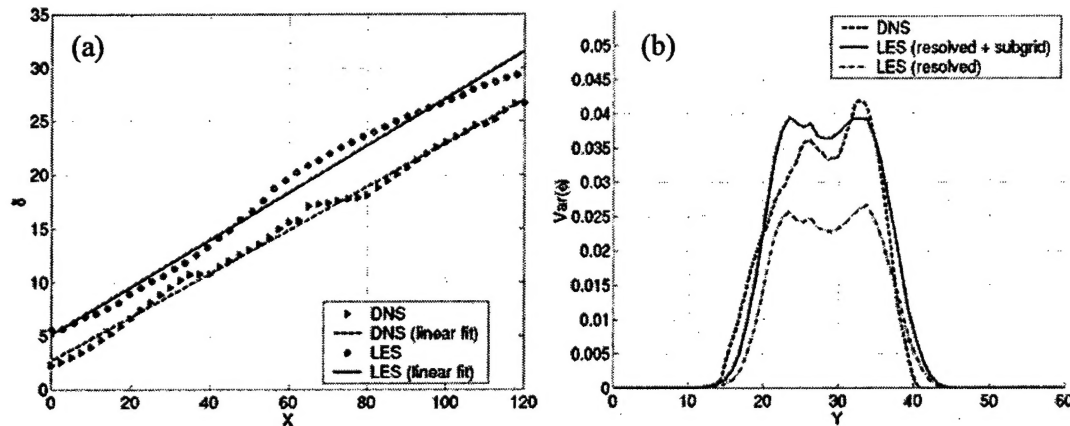 (a)
35
30
25
20
15
10
5
0
δ
0 20 40 60 80 100 120
X
DNS
DNS (linear fit)
LES
LES (linear fit)
(b)
0.05
0.045
0.04
0.035
0.03
0.025
0.02
0.015
0.01
0.005
0
0 10 20 30 40 50 60
Y
DNS
LES (resolved + subgrid)
LES (resolved)